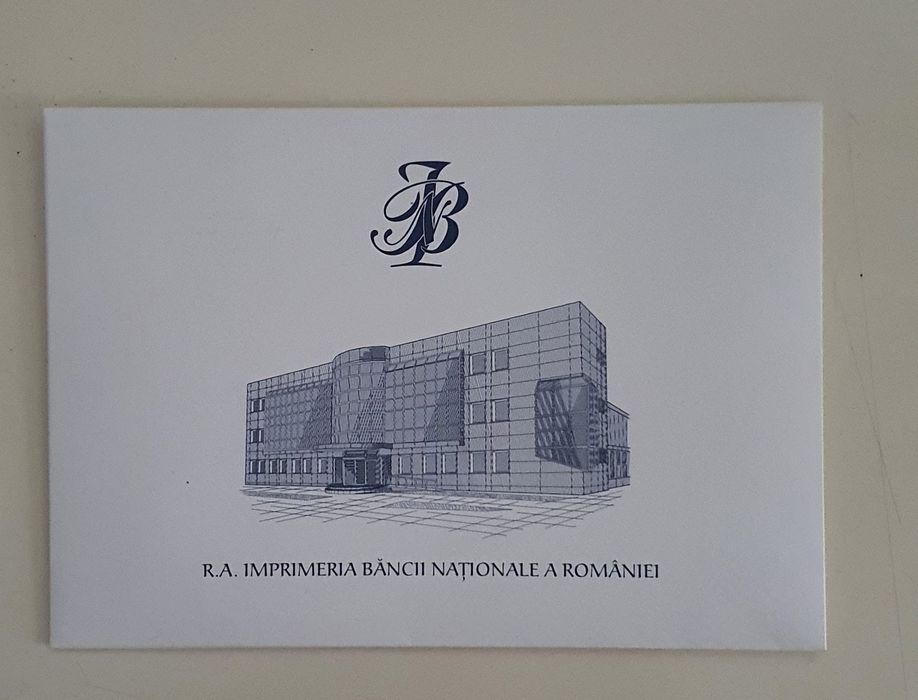 R.A. IMPRIMERIA BĂNCII NAȚIONALE A ROMÂNIEI